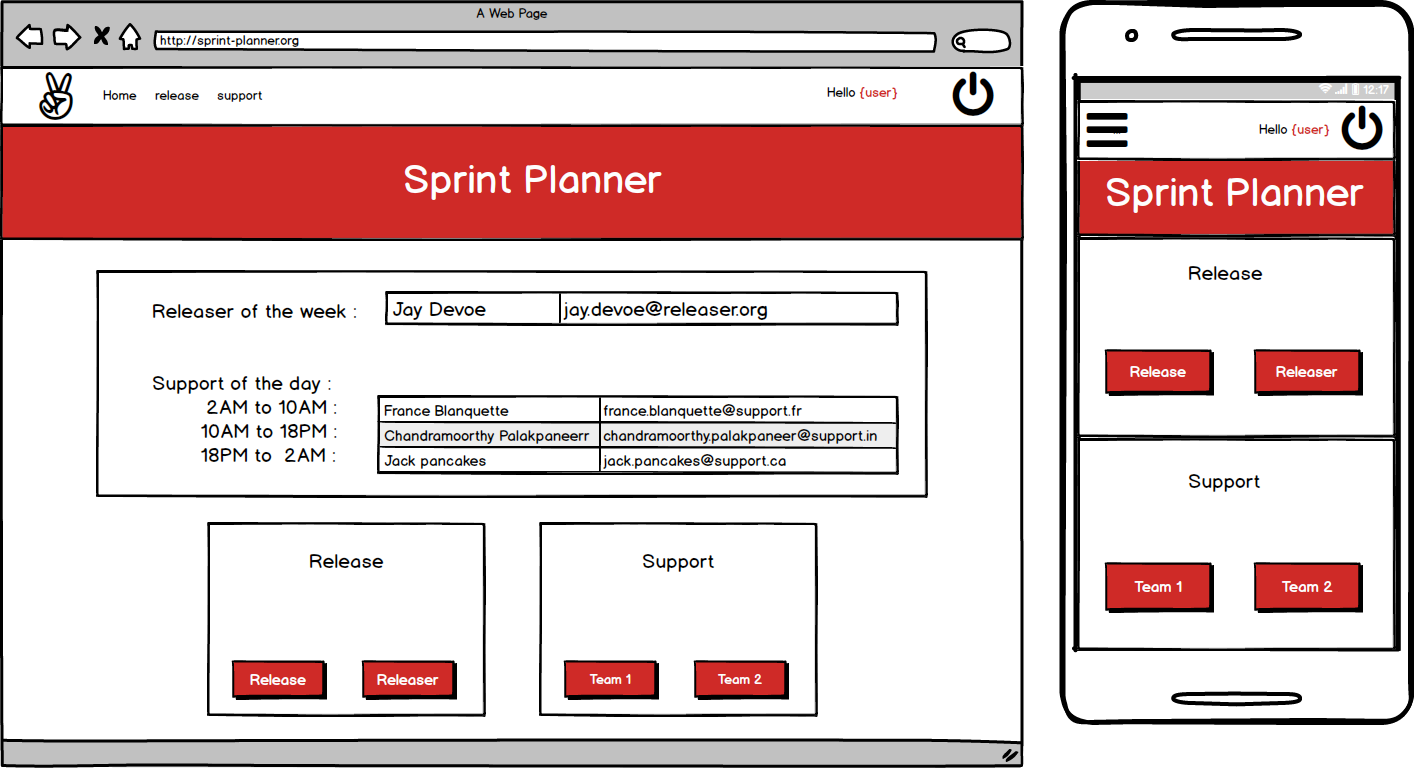 A Web Page
http://sprint-planner.org
Home release support
Hello {user}
Sprint Planner
Releaser of the week : Jay Devoe jay.devoe@releaser.org
Support of the day :
2AM to 10AM : France Blanquette france.blanquette@support.fr
10AM to 18PM : Chandramoorthy Palakpaneerr chandramoorthy.palakpaneer@support.in
18PM to 2AM : Jack pancakes jack.pancakes@support.ca
Release
Release Releaser
Support
Team 1 Team 2
12:17
Hello {user}
Sprint Planner
Release
Release Releaser
Support
Team 1 Team 2